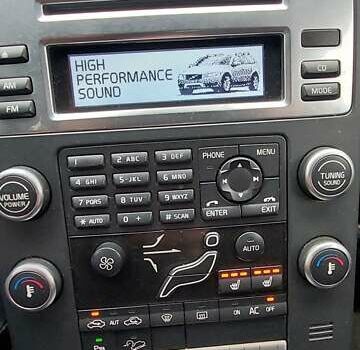 HIGH
PERFORMANCE
SOUND
AM
FM
CD
MODE
1
2 ABC
3 DEF
4 GHI
5-JKL
6 MNO
7 PQRS
8 TUV
9 WXYZ
* AUTO
0 +
# SCAN
PHONE
MENU
ENTER
EXIT
VOLUME
POWER
TUNING
SOUND
AUTO
AUT
ON
AC
OFF